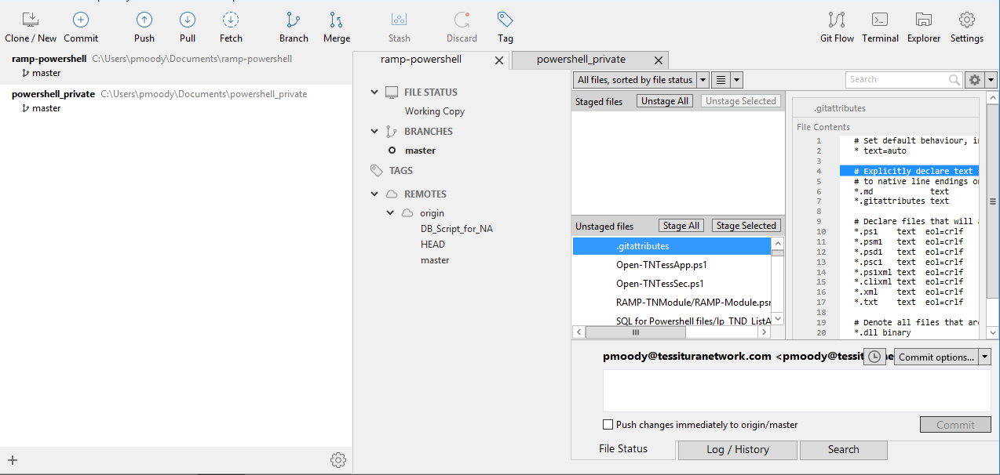 Clone / New Commit Push Pull Fetch Branch Merge Stash Discard Tag Git Flow Terminal Explorer Settings
ramp-powershell C:\Users\pmoody\Documents\ramp-powershell
master
powershell_private C:\Users\pmoody\Documents\powershell_private
master
ramp-powershell
powershell_private
FILE STATUS
Working Copy
BRANCHES
master
TAGS
REMOTES
origin
DB_Script_for_NA
HEAD
master
All files, sorted by file status
Search
Staged files Unstage All Unstage Selected
Unstaged files Stage All Stage Selected
.gitattributes
Open-TNTessApp.ps1
Open-TNTessSec.ps1
RAMP-TNModule/RAMP-Module.psm
SQL for Powershell files/lp_TND_ListA
.gitattributes
File Contents
1 # Set default behaviour, i
2 * text=auto
3
4 # Explicitly declare text
5 # to native line endings o
6 *.md text
7 *.gitattributes text
8
9 # Declare files that will
10 *.ps1 text eol=crlf
11 *.psm1 text eol=crlf
12 *.psd1 text eol=crlf
13 *.psc1 text eol=crlf
14 *.ps1xml text eol=crlf
15 *.clixml text eol=crlf
16 *.xml text eol=crlf
17 *.txt text eol=crlf
18
19 # Denote all files that ar
20 *.dll binary
pmoody@tessituranetwork.com <pmoody@tessit
Commit options...
Push changes immediately to origin/master
Commit
File Status
Log / History
Search